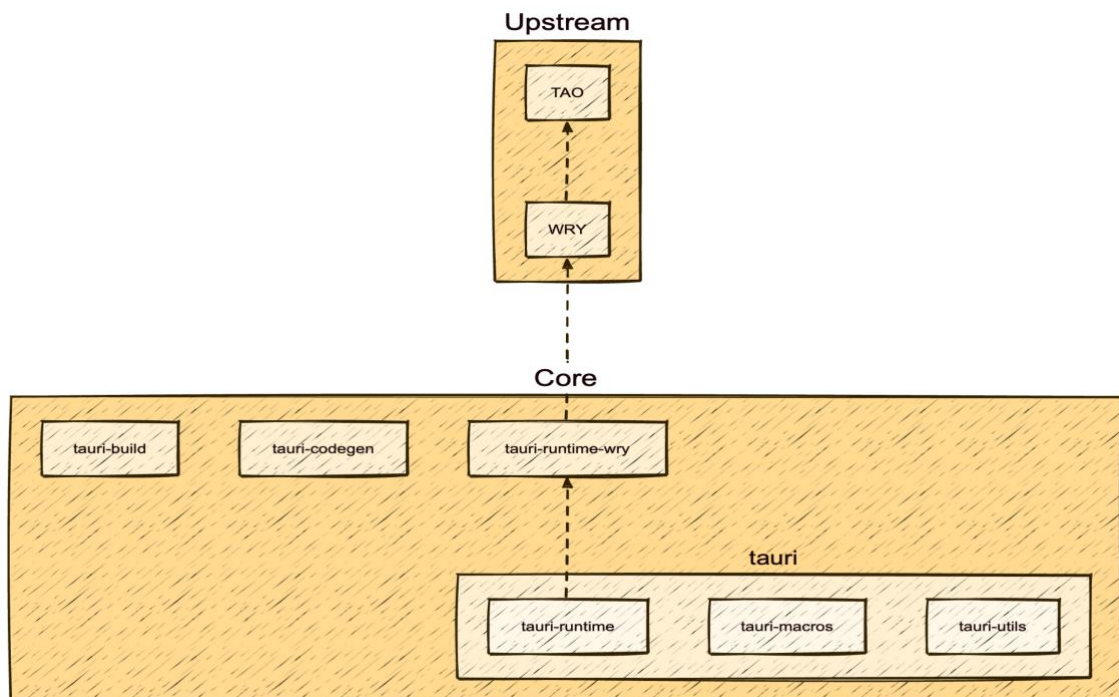 Upstream
TAO
WRY
Core
tauri-build
tauri-codegen
tauri-runtime-wry
tauri
tauri-runtime
tauri-macros
tauri-utils